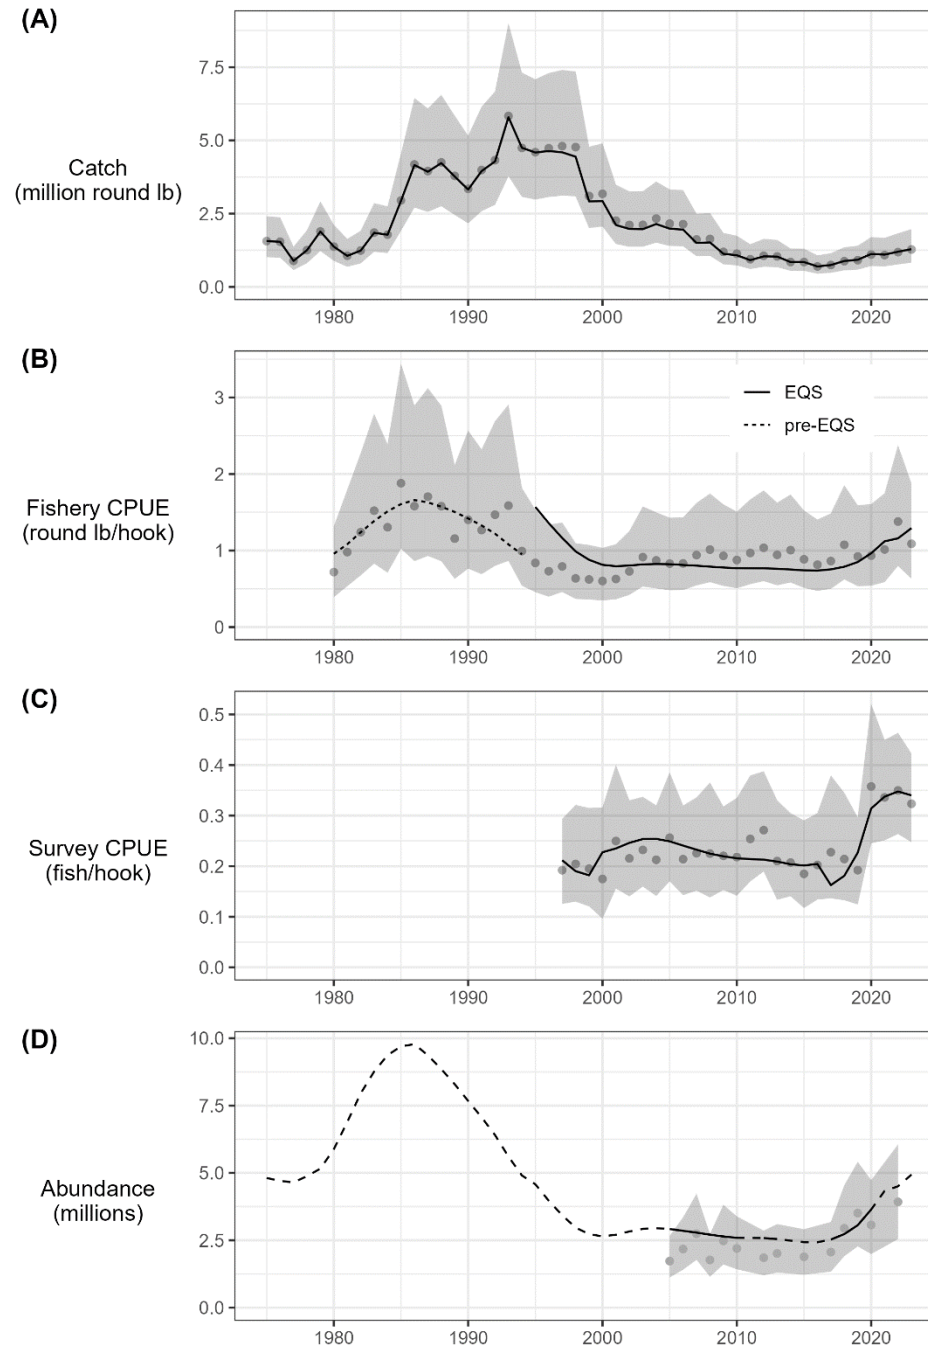 (A)
7.5
5.0
2.5
0.0
Catch
(million round lb)
1980 1990 2000 2010 2020
(B)
3
2
1
0
Fishery CPUE
(round lb/hook)
EQS
pre-EQS
1980 1990 2000 2010 2020
(C)
0.5
0.4
0.3
0.2
0.1
0.0
Survey CPUE
(fish/hook)
1980 1990 2000 2010 2020
(D)
10.0
7.5
5.0
2.5
0.0
Abundance
(millions)
1980 1990 2000 2010 2020